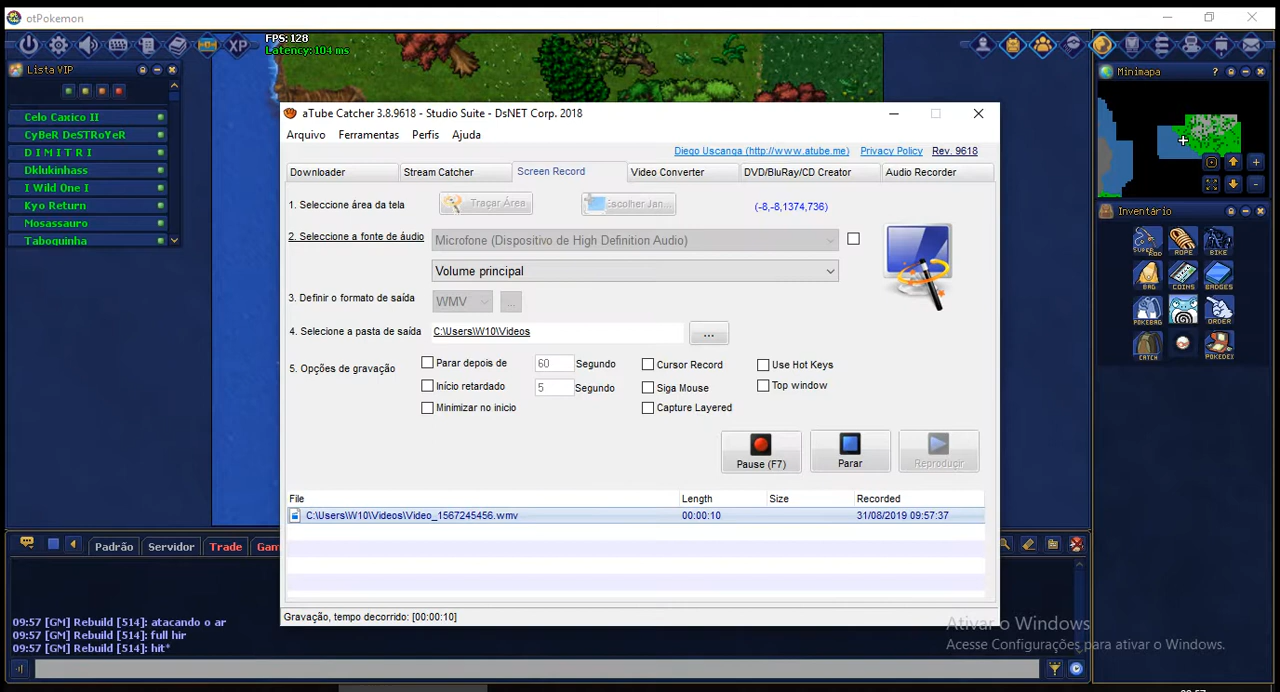 otPokemon
XP
FPS: 128
Latency: 104 ms
Lista VIP
Celo Caxico II
CyBeR DeSTRoYeR
D I M I T R I
Dklukinhass
I Wild One I
Kyo Return
Mosassauro
Taboquinha
aTube Catcher 3.8.9618 - Studio Suite - DsNET Corp. 2018
Arquivo Ferramentas Perfis Ajuda
Diego Uscanga (http://www.atube.me) Privacy Policy Rev. 9618
Downloader Stream Catcher Screen Record Video Converter DVD/BluRay/CD Creator Audio Recorder
1. Seleccione área da tela Traçar Área Escolher Jan... (-8,-8,1374,736)
2. Seleccione a fonte de áudio Microfone (Dispositivo de High Definition Audio)
Volume principal
3. Definir o formato de saída WMV ...
4. Selecione a pasta de saída C:\Users\W10\Videos ...
5. Opções de gravação
Parar depois de 60 Segundo Cursor Record Use Hot Keys
Início retardado 5 Segundo Siga Mouse Top window
Minimizar no inicio Capture Layered
Pause (F7) Parar Reproduçir
File Length Size Recorded
C:\Users\W10\Videos\Video_1567245456.wmv 00:00:10 31/08/2019 09:57:37
Gravação, tempo decorrido: [00:00:10]
Minimapa ?
Inventário
SUPER ROD ROPE BIKE
BAG COINS BADGES
POKEBAG ORDER
CATCH POKEDEX
Padrão Servidor Trade Gam
09:57 [GM] Rebuild [514]: atacando o ar
09:57 [GM] Rebuild [514]: full hir
09:57 [GM] Rebuild [514]: hit*
Ativar o Windows
Acesse Configurações para ativar o Windows.